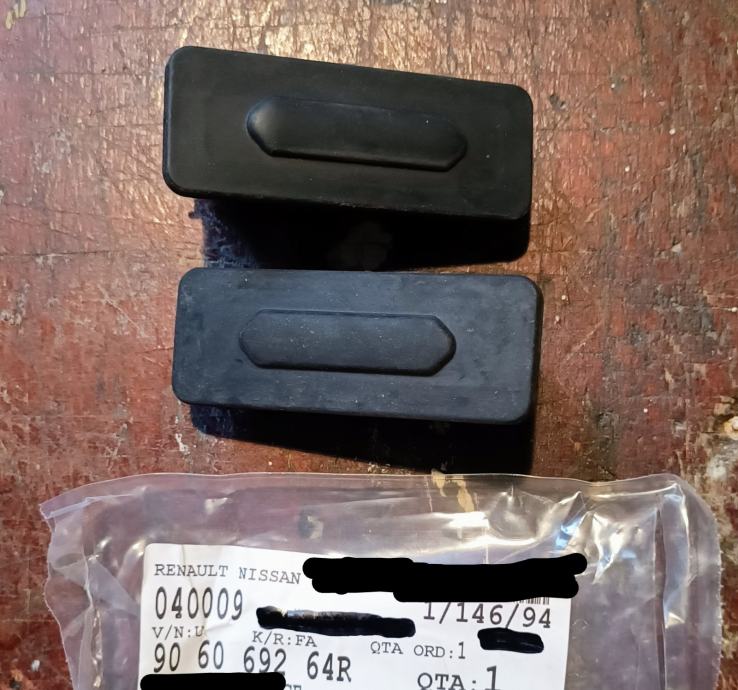 RENAULT NISSAN
040009 1/146/94
V/N:U K/R:FA QTA ORD:1
90 60 692 64R QTA:1